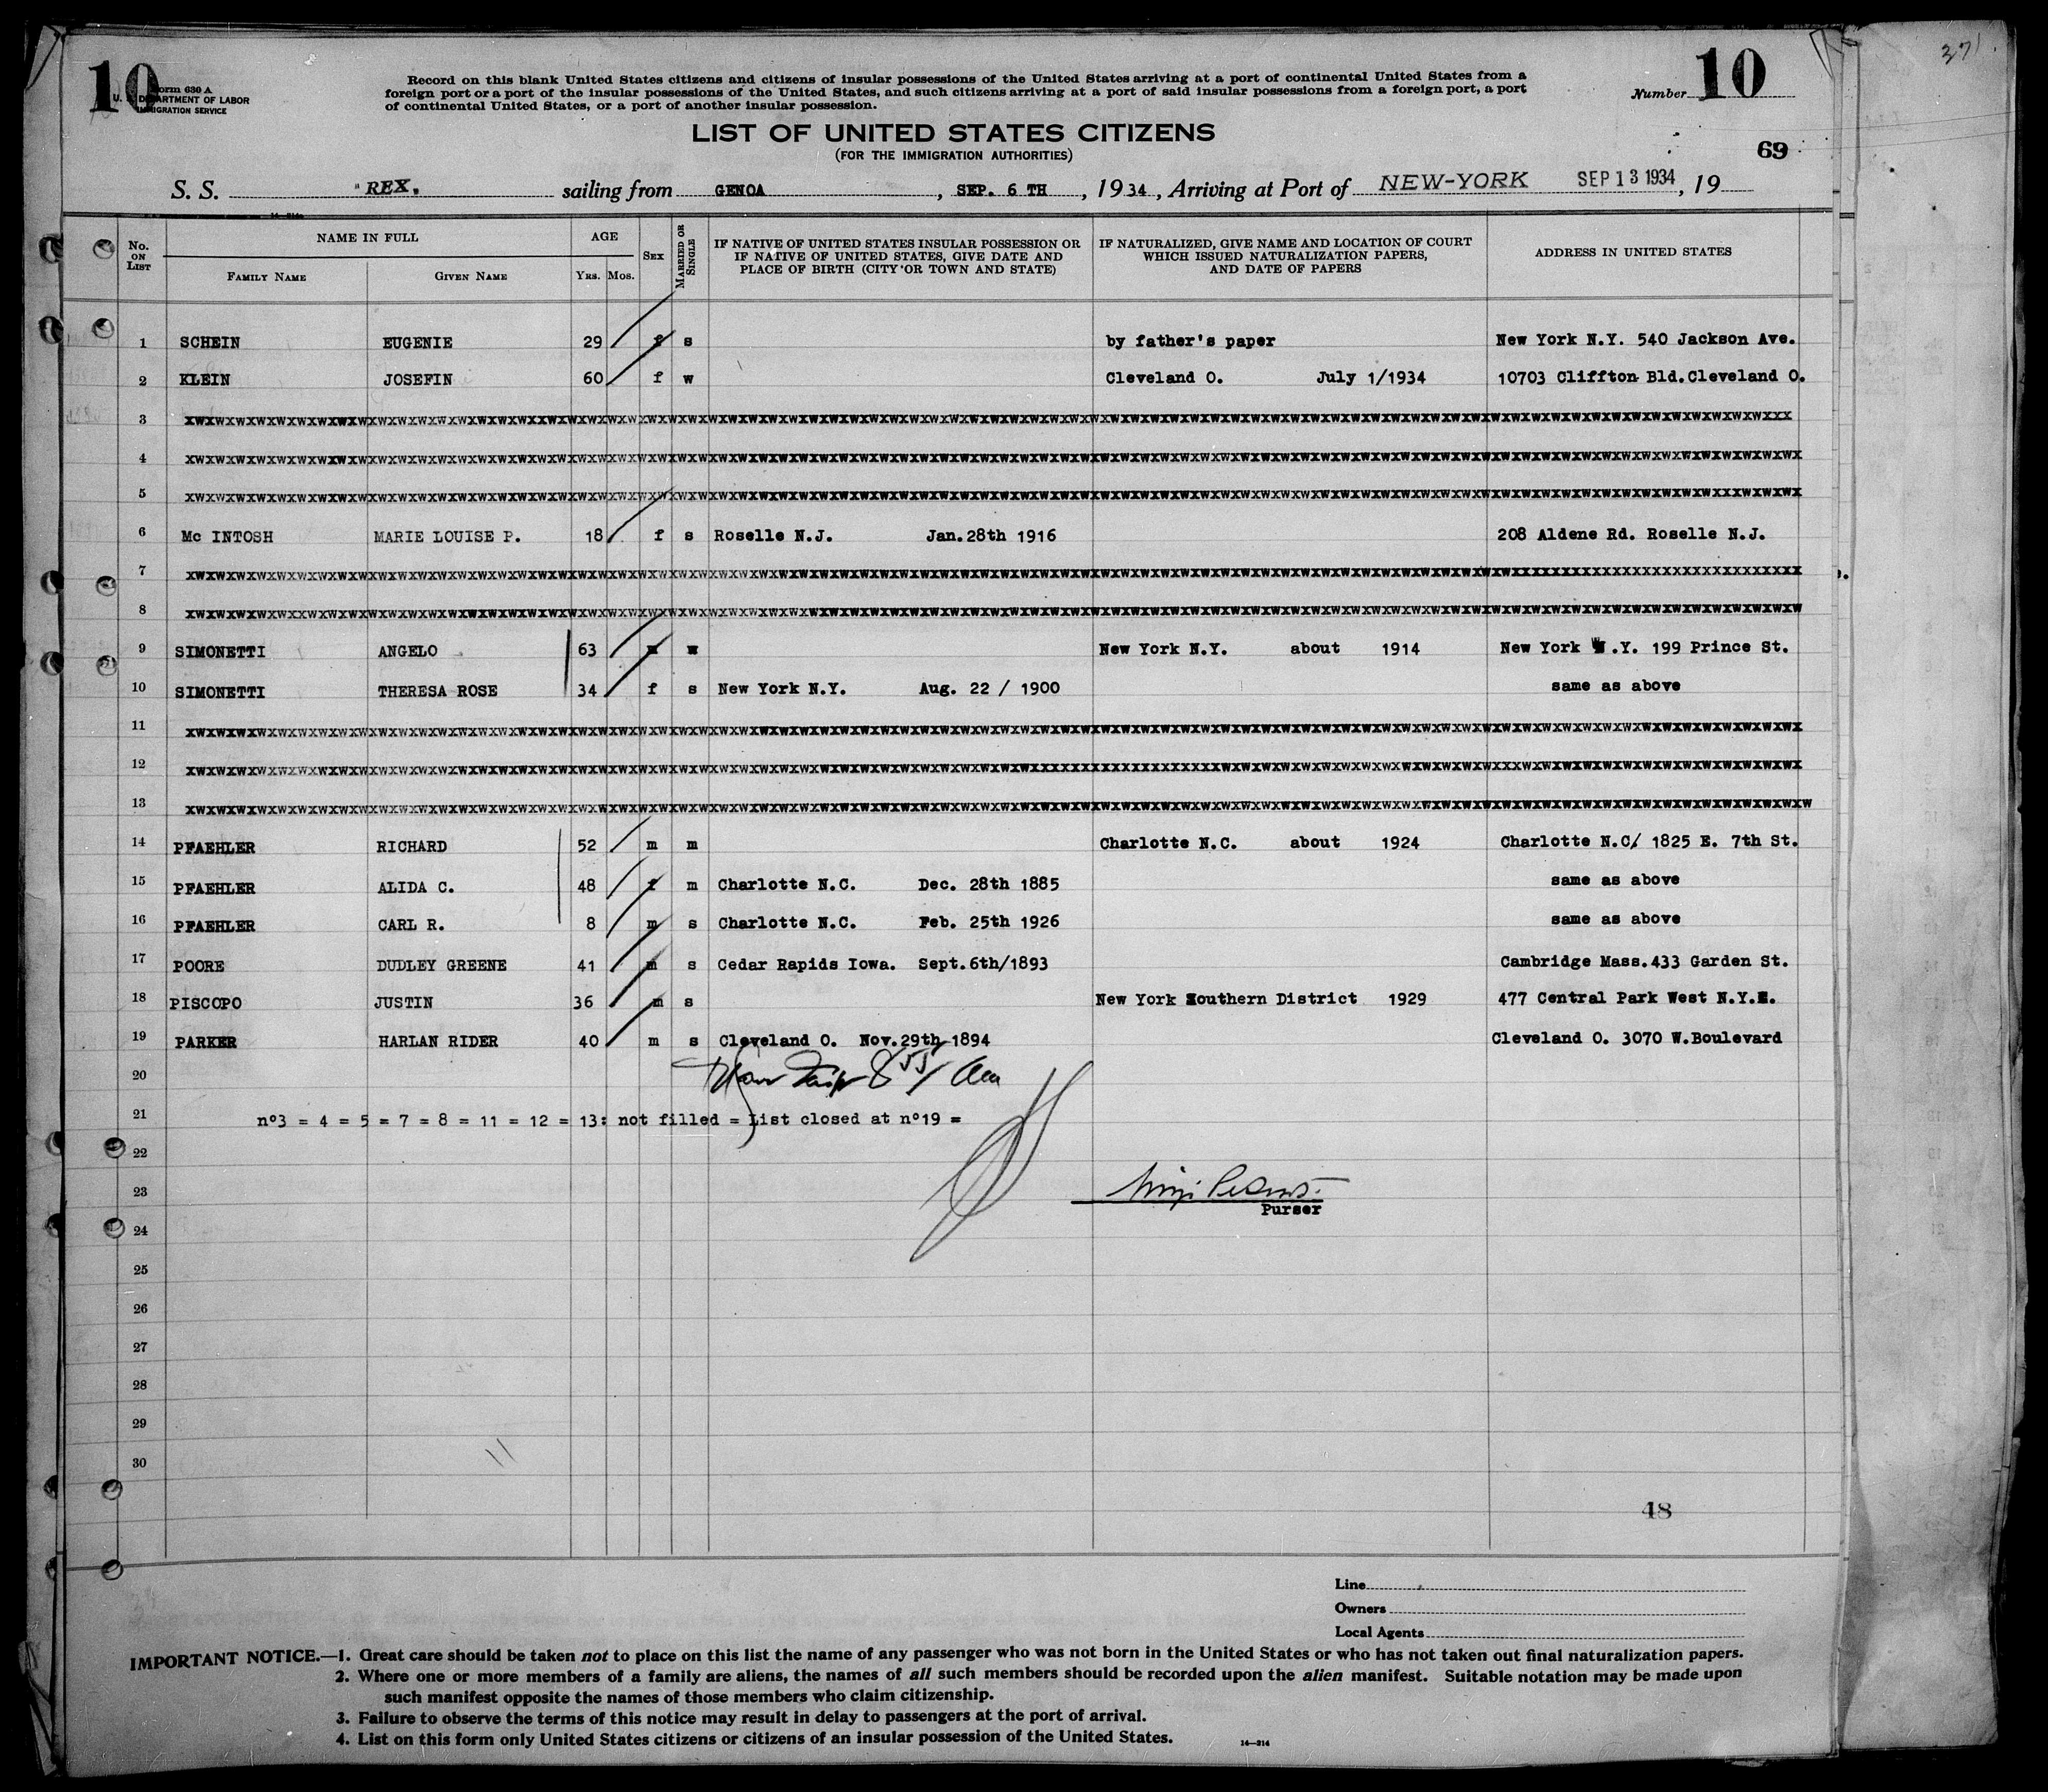 271.
10
Form 630 A
U. S. DEPARTMENT OF LABOR
IMMIGRATION SERVICE
Record on this blank United States citizens and citizens of insular possessions of the United States arriving at a port of continental United States from a
foreign port or a port of the insular possessions of the United States, and such citizens arriving at a port of said insular possessions from a foreign port, a port
of continental United States, or a port of another insular possession.
Number 10
LIST OF UNITED STATES CITIZENS
(FOR THE IMMIGRATION AUTHORITIES)
69
S. S. "REX. sailing from GENOA, SEP. 6 TH, 1934, Arriving at Port of NEW-YORK SEP 13 1934, 19
14—214
No. ON LIST
NAME IN FULL
FAMILY NAME
GIVEN NAME
AGE
YRS. MOS.
SEX
MARRIED OR SINGLE
IF NATIVE OF UNITED STATES INSULAR POSSESSION OR
IF NATIVE OF UNITED STATES, GIVE DATE AND
PLACE OF BIRTH (CITY OR TOWN AND STATE)
IF NATURALIZED, GIVE NAME AND LOCATION OF COURT
WHICH ISSUED NATURALIZATION PAPERS,
AND DATE OF PAPERS
ADDRESS IN UNITED STATES
1 SCHEIN EUGENIE 29 f s by father's paper New York N.Y. 540 Jackson Ave.
2 KLEIN JOSEFIN 60 f w Cleveland O. July 1/1934 10703 Cliffton Bld. Cleveland O.
3
4
5
6 Mc INTOSH MARIE LOUISE P. 18 f s Roselle N.J. Jan.28th 1916 208 Aldene Rd. Roselle N.J.
7
8
9 SIMONETTI ANGELO 63 m w New York N.Y. about 1914 New York N.Y. 199 Prince St.
10 SIMONETTI THERESA ROSE 34 f s New York N.Y. Aug. 22 / 1900 same as above
11
12
13
14 PFAEHLER RICHARD 52 m m Charlotte N.C. about 1924 Charlotte N.C/ 1825 E. 7th St.
15 PFAEHLER ALIDA C. 48 f m Charlotte N.C. Dec. 28th 1885 same as above
16 PFAEHLER CARL R. 8 m s Charlotte N.C. Feb. 25th 1926 same as above
17 POORE DUDLEY GREENE 41 m s Cedar Rapids Iowa. Sept.6th/1893 Cambridge Mass.433 Garden St.
18 PISCOPO JUSTIN 36 m s New York Southern District 1929 477 Central Park West N.Y.
19 PARKER HARLAN RIDER 40 m s Cleveland O. Nov.29th 1894 Cleveland O. 3070 W.Boulevard
20
21 n°3 = 4 = 5 = 7 = 8 = 11 = 12 = 13: not filled = List closed at n°19 =
22
23
Purser
24
25
26
27
28
29
30
11
48
Line
Owners
Local Agents
IMPORTANT NOTICE.—1. Great care should be taken not to place on this list the name of any passenger who was not born in the United States or who has not taken out final naturalization papers.
2. Where one or more members of a family are aliens, the names of all such members should be recorded upon the alien manifest. Suitable notation may be made upon
such manifest opposite the names of those members who claim citizenship.
3. Failure to observe the terms of this notice may result in delay to passengers at the port of arrival.
4. List on this form only United States citizens or citizens of an insular possession of the United States.
14—214